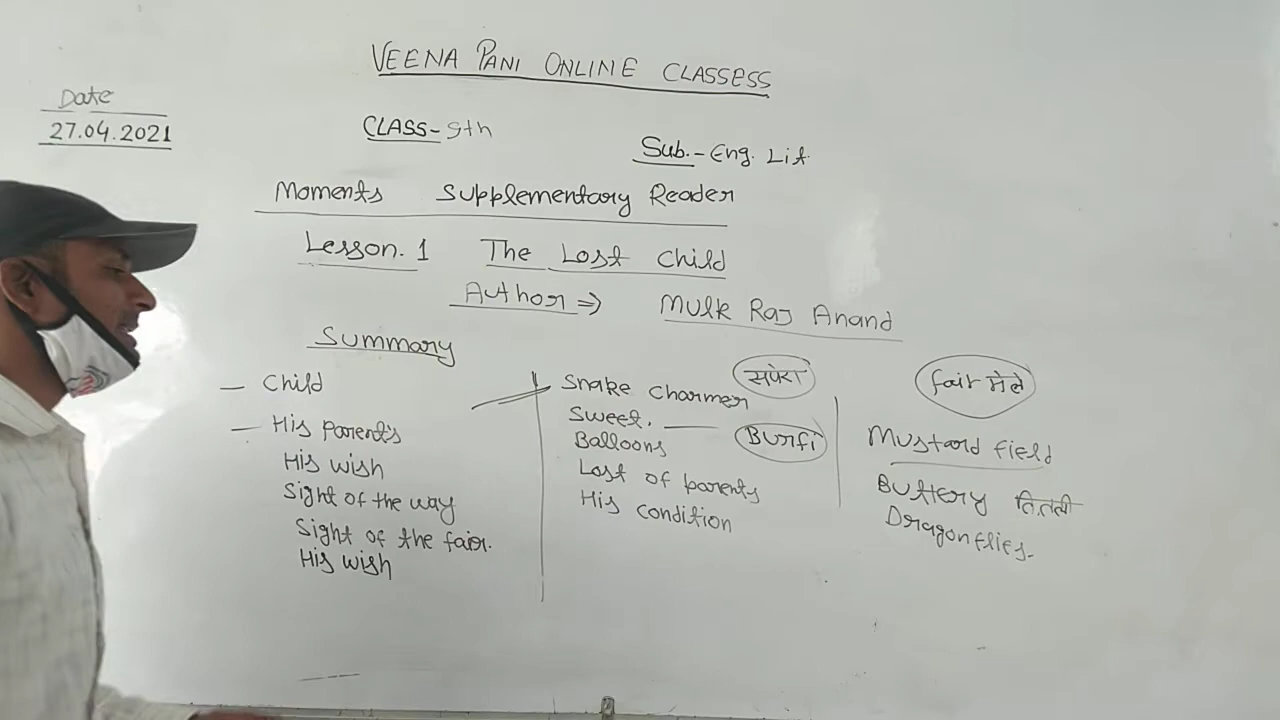 VEENA PANI ONLINE CLASSESS
Date
27.04.2021
CLASS-9th
Sub.-Eng. Lit.
Moments Supplementary Reader
Lesson.1 The Lost Child
Author⇒ Mulk Raj Anand
Summary
— Child
— His parents
His wish
Sight of the way
Sight of the fair.
His wish
Snake charmer सपेरा
Sweet. — Burfi
Balloons
Lost of parents
His condition
fair मेले
Mustard field
Buttery तितली
Dragonflies.